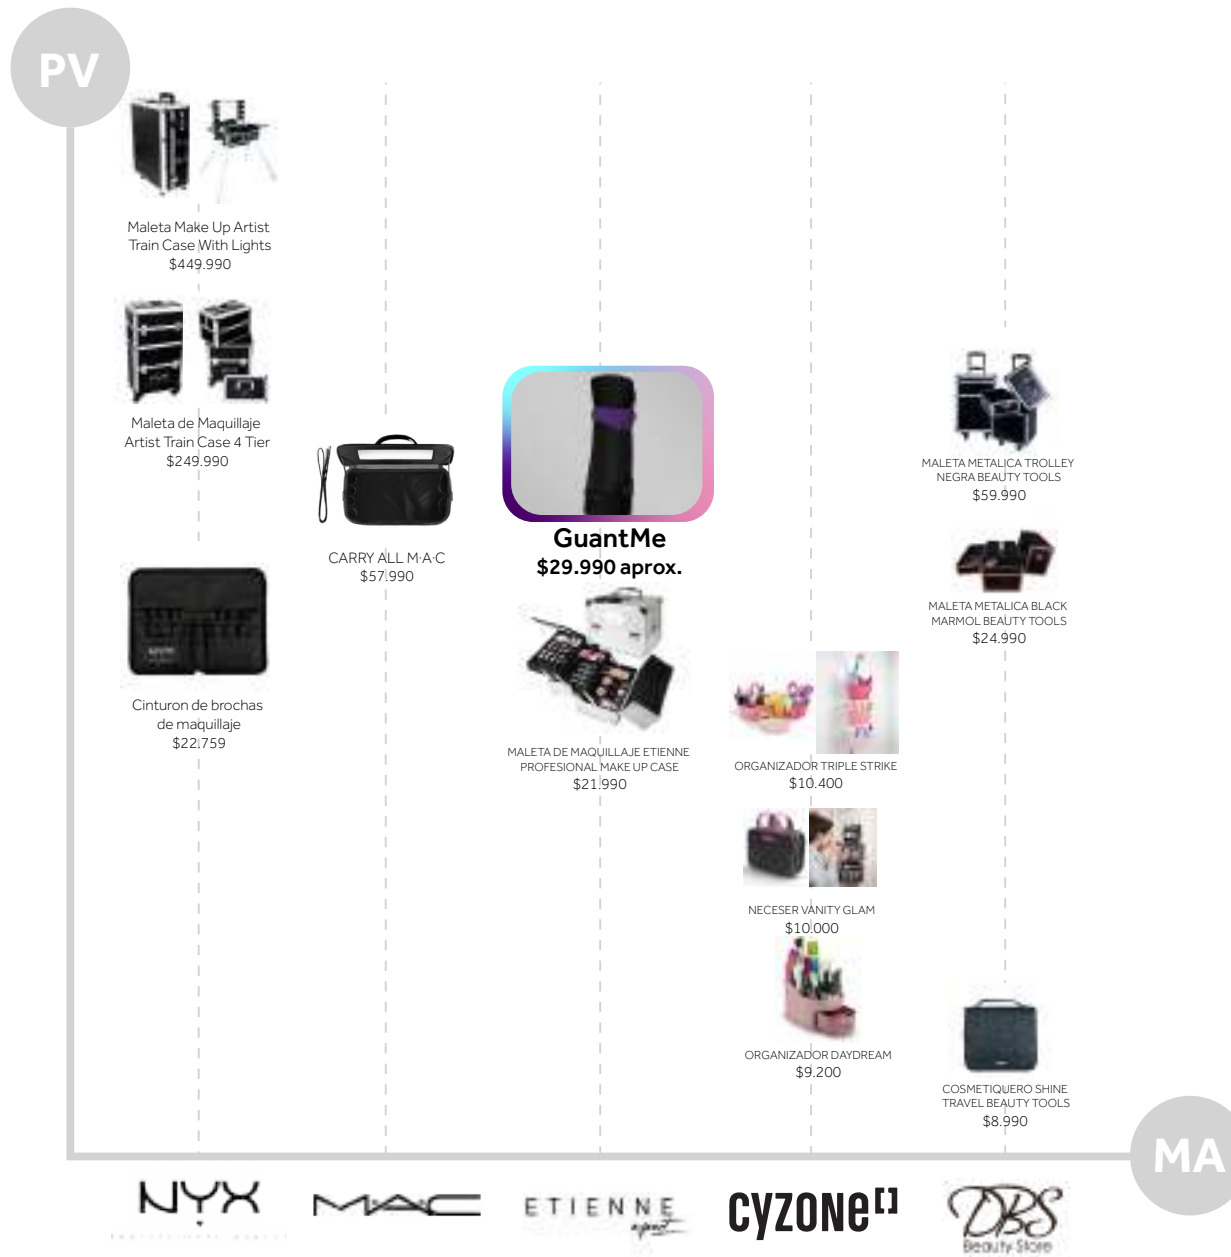 PV
Maleta Make Up Artist
Train Case With Lights
$449.990
Maleta de Maquillaje
Artist Train Case 4 Tier
$249.990
Cinturon de brochas
de maquillaje
$22.759
CARRY ALL M·A·C
$57.990
GuantMe
$29.990 aprox.
MALETA DE MAQUILLAJE ETIENNE
PROFESIONAL MAKE UP CASE
$21.990
ORGANIZADOR TRIPLE STRIKE
$10.400
NECESER VANITY GLAM
$10.000
ORGANIZADOR DAYDREAM
$9.200
MALETA METALICA TROLLEY
NEGRA BEAUTY TOOLS
$59.990
MALETA METALICA BLACK
MARMOL BEAUTY TOOLS
$24.990
COSMETIQUERO SHINE
TRAVEL BEAUTY TOOLS
$8.990
MA
NYX
M·A·C
ETIENNE
expert
cyzone[]
DBS
Beauty Store